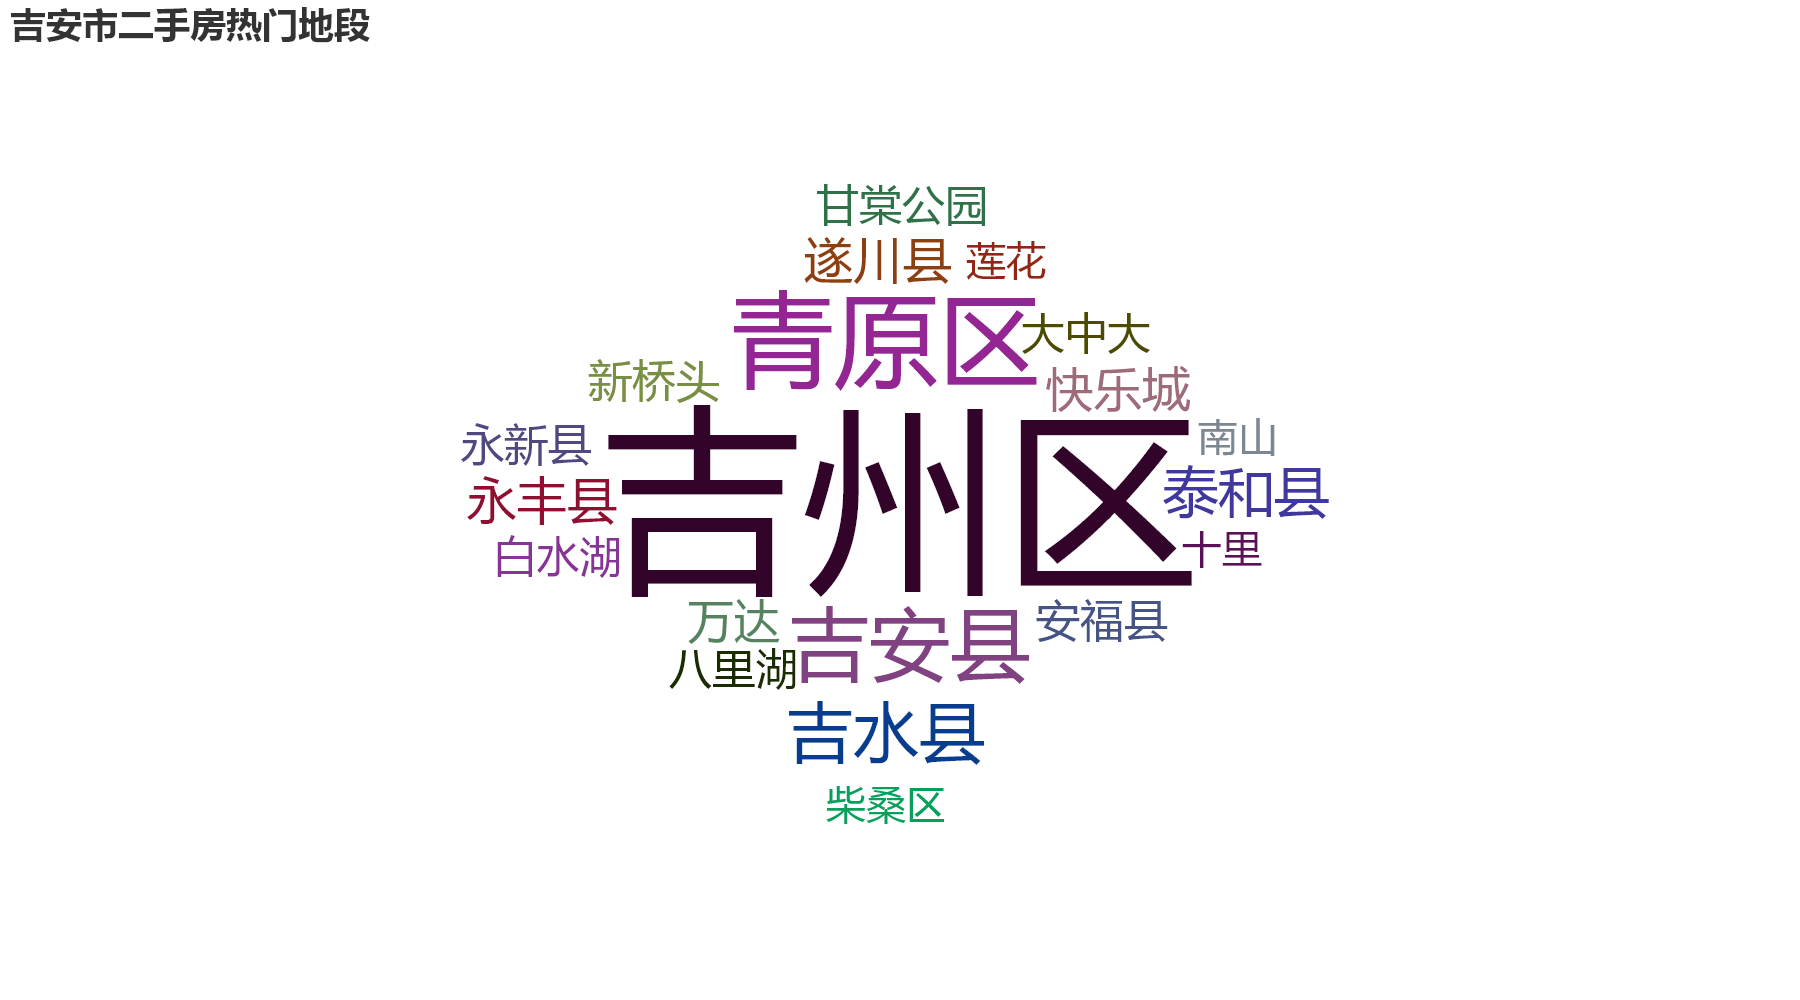 吉安市二手房热门地段
甘棠公园
遂川县
莲花
青原区
大中大
新桥头
快乐城
永新县
吉州区
南山
永丰县
泰和县
白水湖
十里
万达
吉安县
安福县
八里湖
吉水县
柴桑区